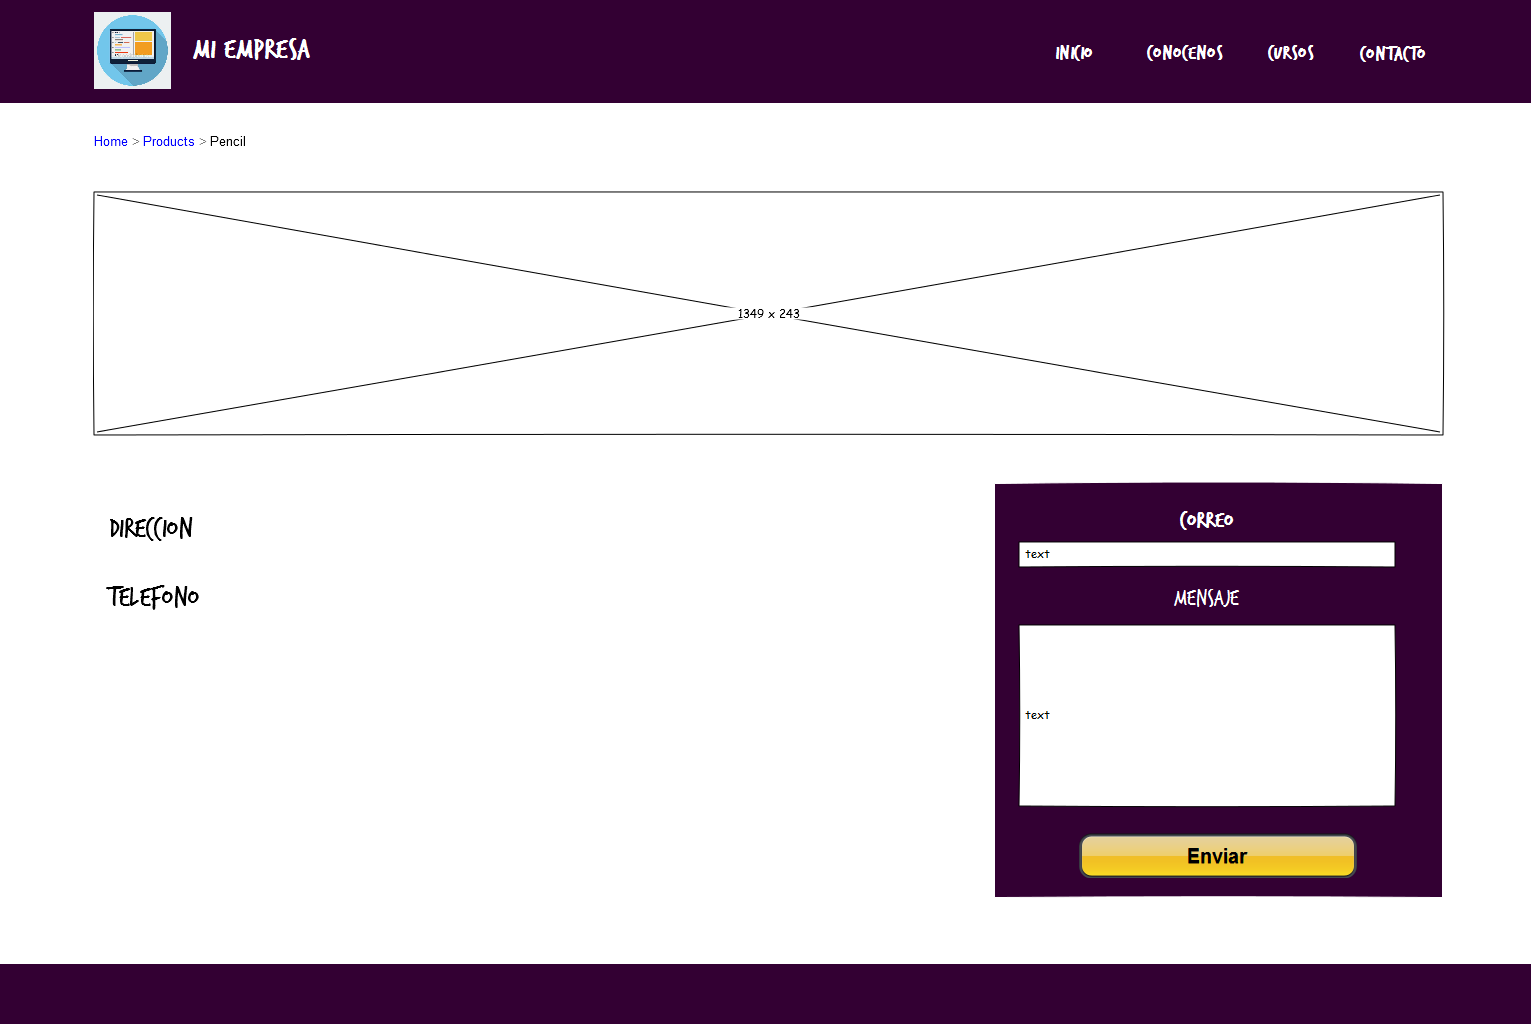 MI EMPRESA
INICIO CONOCENOS CURSOS CONTACTO
Home > Products > Pencil
1349 x 243
DIRECCION
TELEFONO
CORREO
text
MENSAJE
text
Enviar